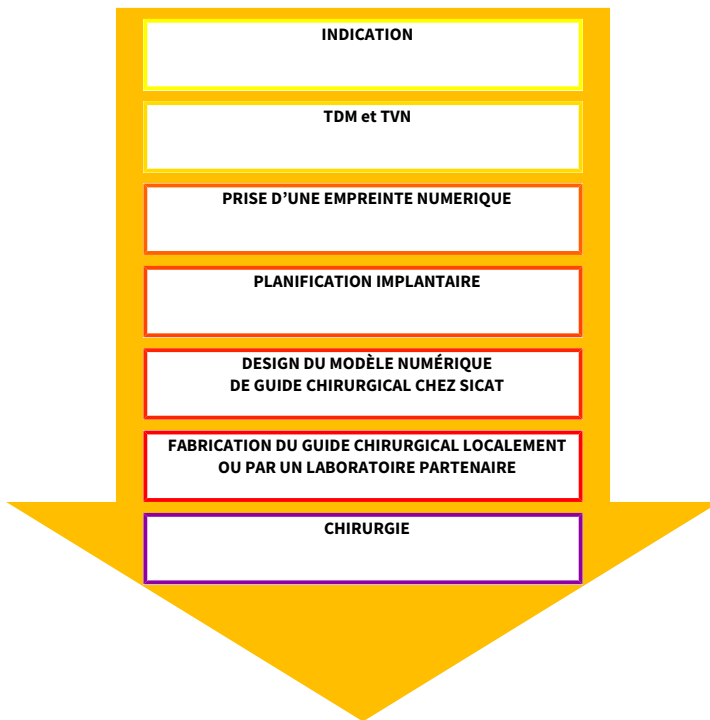 INDICATION
TDM et TVN
PRISE D’UNE EMPREINTE NUMERIQUE
PLANIFICATION IMPLANTAIRE
DESIGN DU MODÈLE NUMÉRIQUE
DE GUIDE CHIRURGICAL CHEZ SICAT
FABRICATION DU GUIDE CHIRURGICAL LOCALEMENT
OU PAR UN LABORATOIRE PARTENAIRE
CHIRURGIE